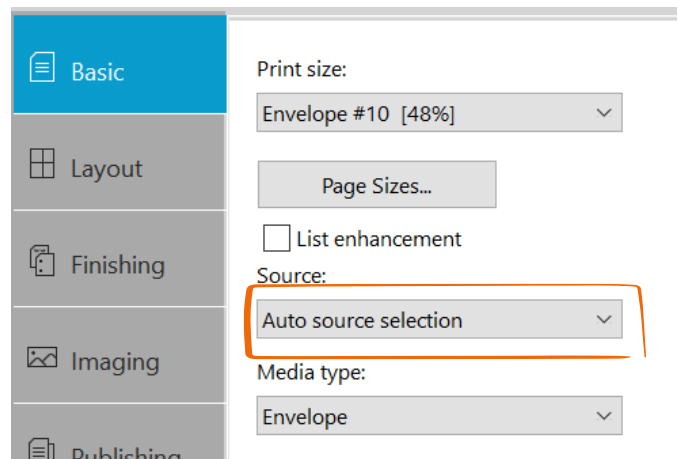 Basic
Layout
Finishing
Imaging
Publishing
Print size:
Envelope #10 [48%]
Page Sizes...
List enhancement
Source:
Auto source selection
Media type:
Envelope